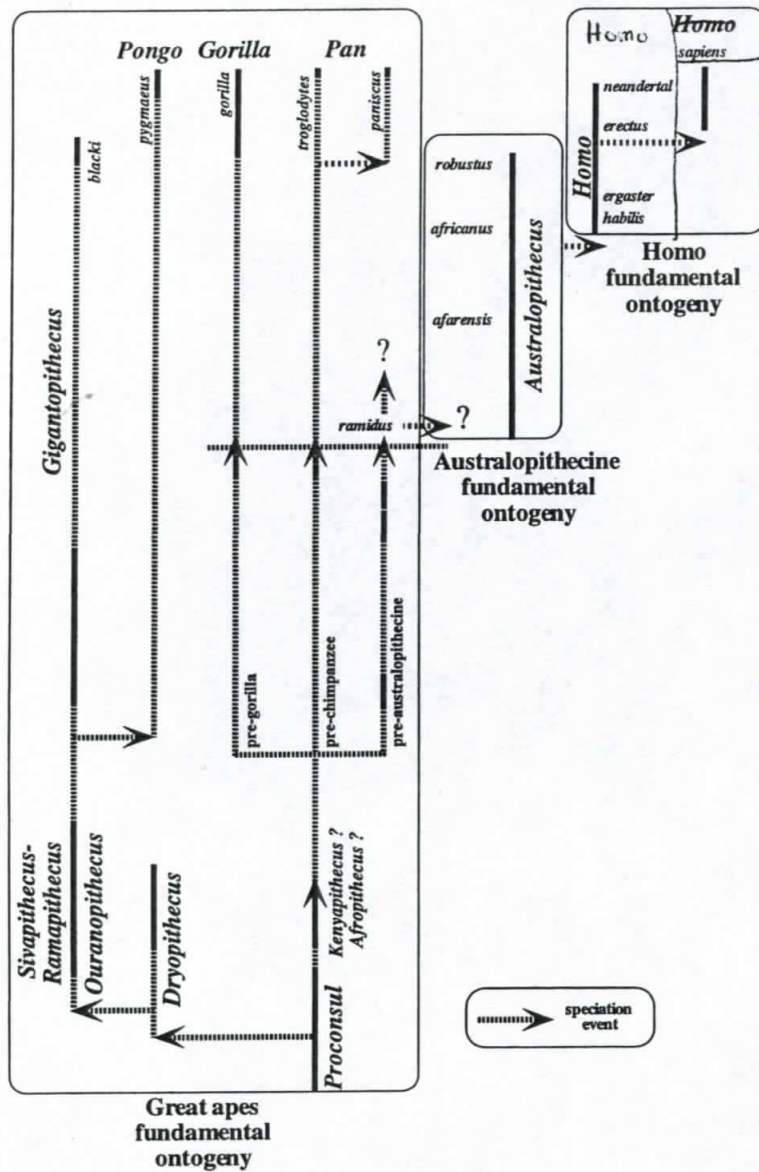 Homo
Homo
sapiens
Pongo
Gorilla
Pan
pygmaeus
gorilla
troglodytes
paniscus
blacki
neandertal
erectus
Homo
ergaster
habilis
Homo
fundamental
ontogeny
robustus
africanus
afarensis
Australopithecus
?
Australopithecine
fundamental
ontogeny
Gigantopithecus
?
ramidus
pre-gorilla
pre-chimpanzee
pre-australopithecine
Sivapithecus-
Ramapithecus
Ouranopithecus
Dryopithecus
Kenyapithecus ?
Afropithecus ?
Proconsul
speciation
event
Great apes
fundamental
ontogeny